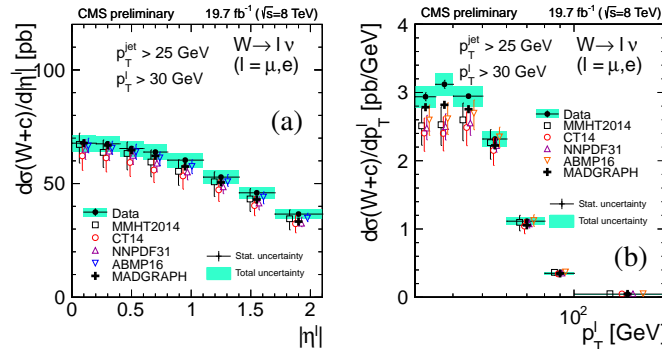 CMS preliminary 19.7 fb⁻¹ (√s=8 TeV)
dσ(W+c)/d|η^l| [pb]
p_T^jet > 25 GeV
p_T^l > 30 GeV
W → l ν
(l = μ,e)
(a)
100
50
0
Data
MMHT2014
CT14
NNPDF31
ABMP16
MADGRAPH
Stat. uncertainty
Total uncertainty
0 0.5 1 1.5 2
|η^l|
CMS preliminary 19.7 fb⁻¹ (√s=8 TeV)
dσ(W+c)/dp_T^l [pb/GeV]
p_T^jet > 25 GeV
p_T^l > 30 GeV
W → l ν
(l = μ,e)
4
3
2
1
0
Data
MMHT2014
CT14
NNPDF31
ABMP16
MADGRAPH
Stat. uncertainty
Total uncertainty
(b)
10²
p_T^l [GeV]